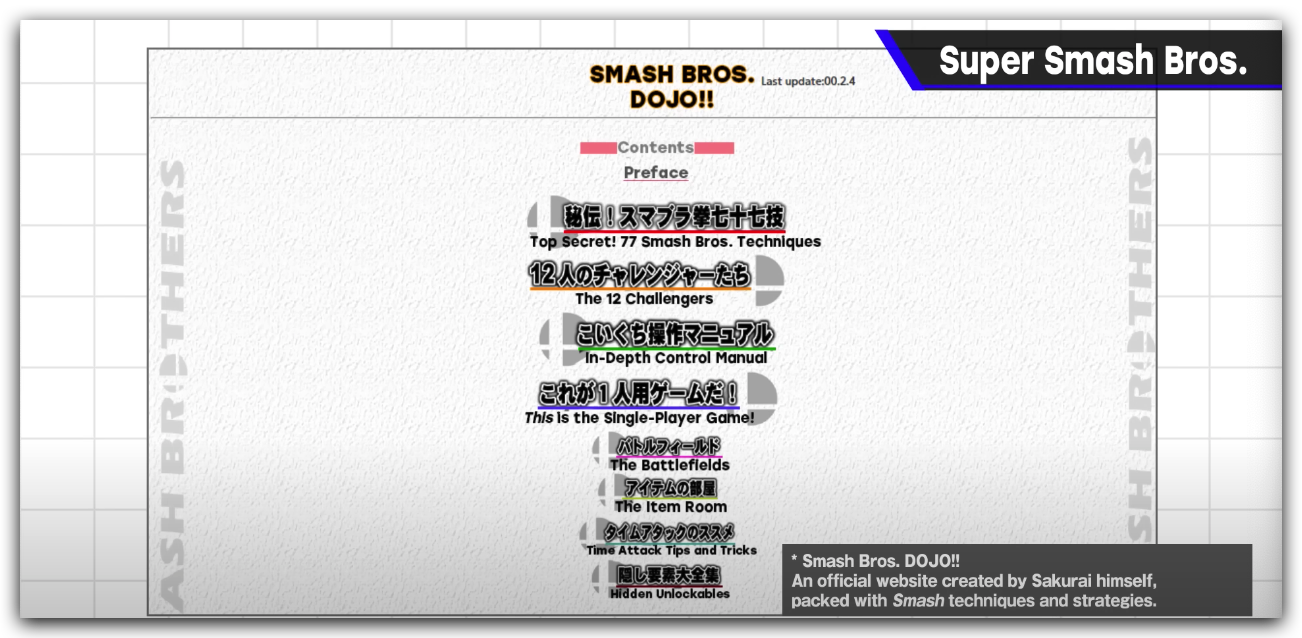 Super Smash Bros.
SMASH BROS.
DOJO!!
Last update:00.2.4
Contents
Preface
秘伝!スマブラ拳七十七技
Top Secret! 77 Smash Bros. Techniques
12人のチャレンジャーたち
The 12 Challengers
こいくち操作マニュアル
In-Depth Control Manual
これが1人用ゲームだ!
This is the Single-Player Game!
バトルフィールド
The Battlefields
アイテムの部屋
The Item Room
タイムアタックのススメ
Time Attack Tips and Tricks
隠し要素大全集
Hidden Unlockables
ASH BROTHERS
SH BROTHERS
* Smash Bros. DOJO!!
An official website created by Sakurai himself,
packed with Smash techniques and strategies.